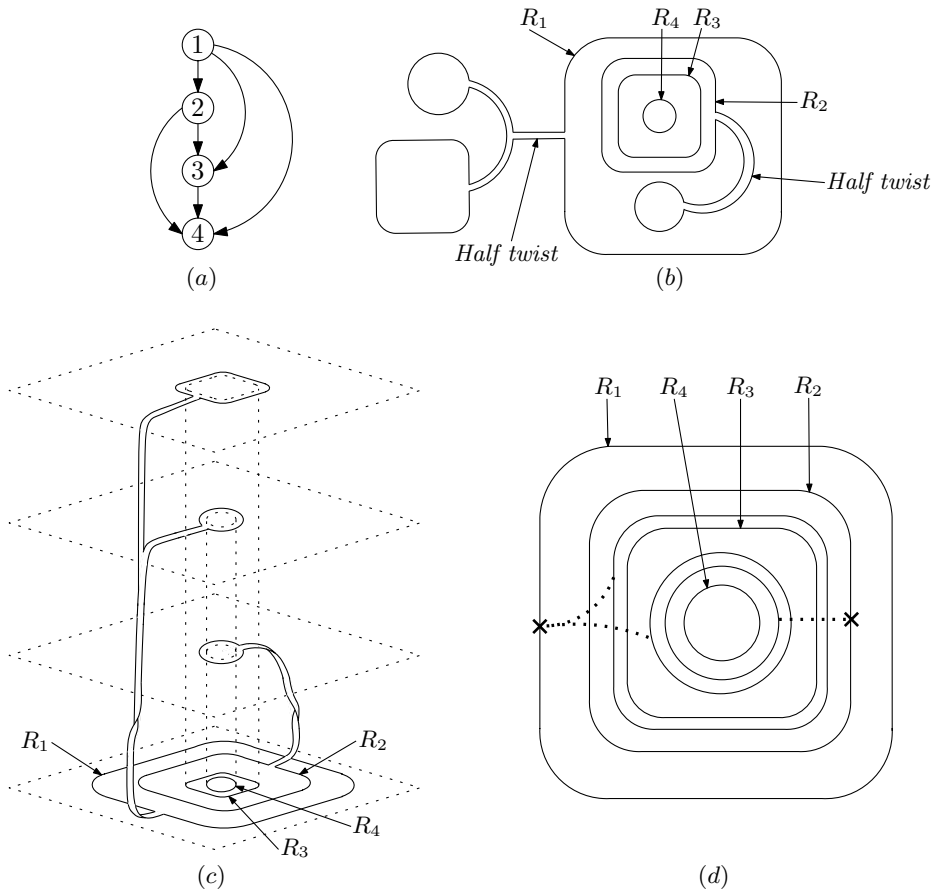 1
2
3
4
(a)
R1 R4 R3
R2
Half twist
Half twist
(b)
R1
R2
R4
R3
(c)
R1 R4 R3 R2
(d)